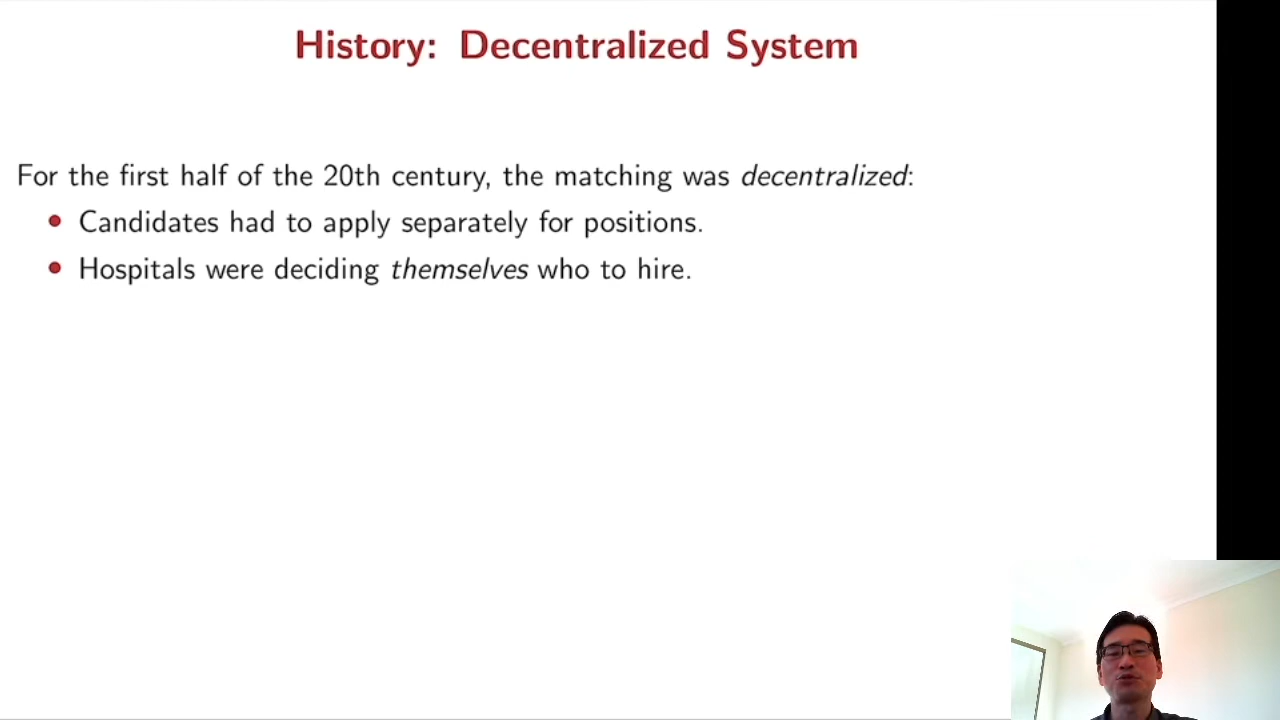 History: Decentralized System
For the first half of the 20th century, the matching was decentralized:
• Candidates had to apply separately for positions.
• Hospitals were deciding themselves who to hire.